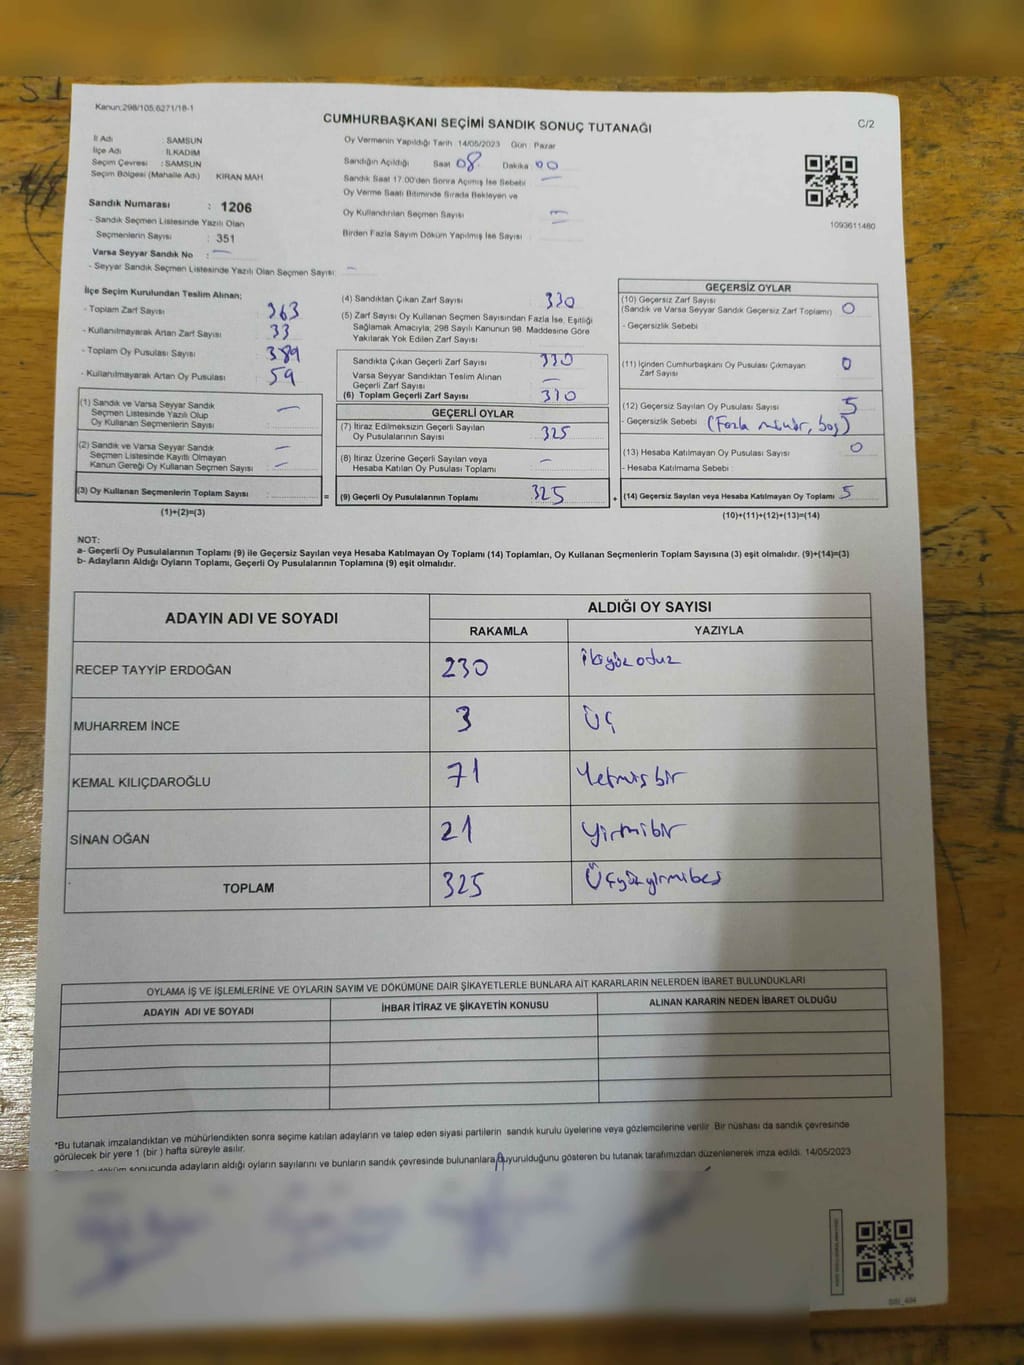 Kanun:298/105,6271/18-1
CUMHURBAŞKANI SEÇİMİ SANDIK SONUÇ TUTANAĞI
C/2
İl Adı : SAMSUN
İlçe Adı : İLKADIM
Seçim Çevresi : SAMSUN
Seçim Bölgesi (Mahalle Adı) KIRAN MAH
Sandık Numarası : 1206
- Sandık Seçmen Listesinde Yazılı Olan
Seçmenlerin Sayısı : 351
Varsa Seyyar Sandık No : —
- Seyyar Sandık Seçmen Listesinde Yazılı Olan Seçmen Sayısı: —
Oy Vermenin Yapıldığı Tarih 14/05/2023 Gün : Pazar
Sandığın Açıldığı Saat 08 Dakika : 00
Sandık Saat 17:00'den Sonra Açılmış İse Sebebi —
Oy Verme Saati Bitiminde Sırada Bekleyen ve
Oy Kullandırılan Seçmen Sayısı —
Birden Fazla Sayım Döküm Yapılmış İse Sayısı
1093611480
İlçe Seçim Kurulundan Teslim Alınan;
- Toplam Zarf Sayısı : 363
- Kullanılmayarak Artan Zarf Sayısı : 33
- Toplam Oy Pusulası Sayısı : 389
- Kullanılmayarak Artan Oy Pusulası : 59
(1) Sandık ve Varsa Seyyar Sandık
Seçmen Listesinde Yazılı Olup
Oy Kullanan Seçmenlerin Sayısı : —
(2) Sandık ve Varsa Seyyar Sandık
Seçmen Listesinde Kayıtlı Olmayan
Kanun Gereği Oy Kullanan Seçmen Sayısı : —
(3) Oy Kullanan Seçmenlerin Toplam Sayısı :
(1)+(2)=(3)
=
(4) Sandıktan Çıkan Zarf Sayısı : 330
(5) Zarf Sayısı Oy Kullanan Seçmen Sayısından Fazla İse, Eşitliği
Sağlamak Amacıyla; 298 Sayılı Kanunun 98. Maddesine Göre
Yakılarak Yok Edilen Zarf Sayısı :
Sandıkta Çıkan Geçerli Zarf Sayısı : 330
Varsa Seyyar Sandıktan Teslim Alınan
Geçerli Zarf Sayısı : —
(6) Toplam Geçerli Zarf Sayısı : 330
GEÇERLİ OYLAR
(7) İtiraz Edilmeksizin Geçerli Sayılan
Oy Pusulalarının Sayısı : 325
(8) İtiraz Üzerine Geçerli Sayılan veya
Hesaba Katılan Oy Pusulası Toplamı : —
(9) Geçerli Oy Pusulalarının Toplamı : 325
+
GEÇERSİZ OYLAR
(10) Geçersiz Zarf Sayısı
(Sandık ve Varsa Seyyar Sandık Geçersiz Zarf Toplamı) : 0
- Geçersizlik Sebebi
(11) İçinden Cumhurbaşkanı Oy Pusulası Çıkmayan
Zarf Sayısı : 0
(12) Geçersiz Sayılan Oy Pusulası Sayısı : 5
- Geçersizlik Sebebi (Fazla mühür, boş)
(13) Hesaba Katılmayan Oy Pusulası Sayısı : 0
- Hesaba Katılmama Sebebi :
(14) Geçersiz Sayılan veya Hesaba Katılmayan Oy Toplamı : 5
(10)+(11)+(12)+(13)=(14)
NOT:
a- Geçerli Oy Pusulalarının Toplamı (9) ile Geçersiz Sayılan veya Hesaba Katılmayan Oy Toplamı (14) Toplamları, Oy Kullanan Seçmenlerin Toplam Sayısına (3) eşit olmalıdır. (9)+(14)=(3)
b- Adayların Aldığı Oyların Toplamı, Geçerli Oy Pusulalarının Toplamına (9) eşit olmalıdır.
ADAYIN ADI VE SOYADI
ALDIĞI OY SAYISI
RAKAMLA YAZIYLA
RECEP TAYYİP ERDOĞAN 230 ikiyüz otuz
MUHARREM İNCE 3 Üç
KEMAL KILIÇDAROĞLU 71 Yetmiş bir
SİNAN OĞAN 21 Yirmibir
TOPLAM 325 Üçyüzyirmibeş
OYLAMA İŞ VE İŞLEMLERİNE VE OYLARIN SAYIM VE DÖKÜMÜNE DAİR ŞİKAYETLERLE BUNLARA AİT KARARLARIN NELERDEN İBARET BULUNDUKLARI
ADAYIN ADI VE SOYADI İHBAR İTİRAZ VE ŞİKAYETİN KONUSU ALINAN KARARIN NEDEN İBARET OLDUĞU
*Bu tutanak imzalandıktan ve mühürlendikten sonra seçime katılan adayların ve talep eden siyasi partilerin sandık kurulu üyelerine veya gözlemcilerine verilir. Bir nüshası da sandık çevresinde
görülecek bir yere 1 (bir ) hafta süreyle asılır.
döküm sonucunda adayların aldığı oyların sayılarını ve bunların sandık çevresinde bulunanlara duyurulduğunu gösteren bu tutanak tarafımızdan düzenlenerek imza edildi. 14/05/2023